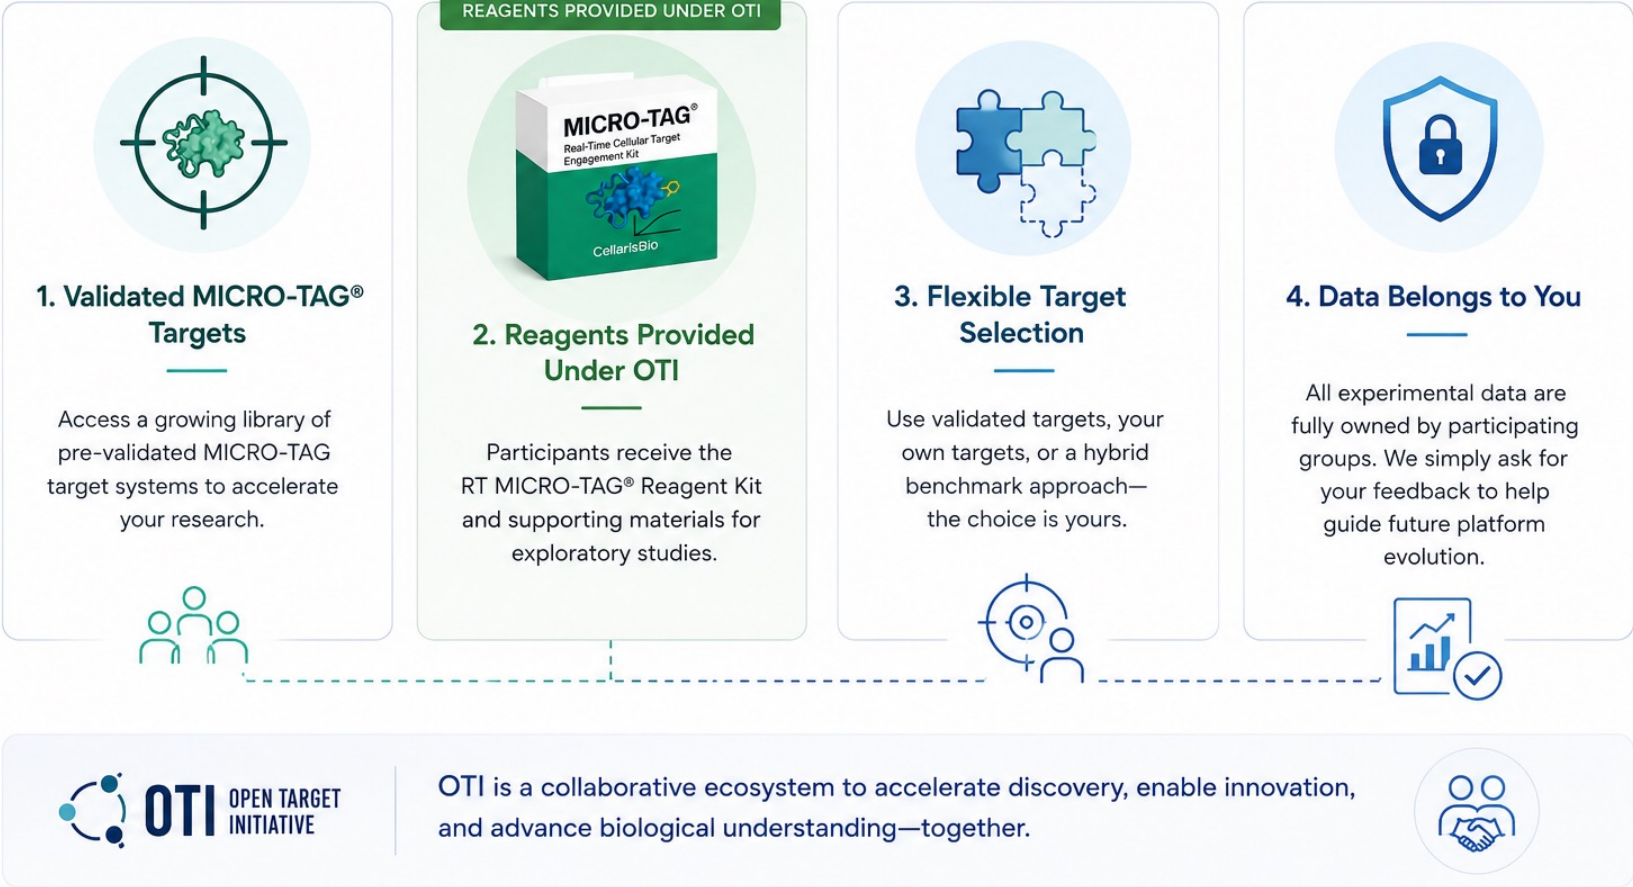 REAGENTS PROVIDED UNDER OTI
MICRO-TAG®
Real-Time Cellular Target
Engagement Kit
CellarisBio
1. Validated MICRO-TAG®
Targets
Access a growing library of
pre-validated MICRO-TAG
target systems to accelerate
your research.
2. Reagents Provided
Under OTI
Participants receive the
RT MICRO-TAG® Reagent Kit
and supporting materials for
exploratory studies.
3. Flexible Target
Selection
Use validated targets, your
own targets, or a hybrid
benchmark approach—
the choice is yours.
4. Data Belongs to You
All experimental data are
fully owned by participating
groups. We simply ask for
your feedback to help
guide future platform
evolution.
OTI OPEN TARGET
INITIATIVE
OTI is a collaborative ecosystem to accelerate discovery, enable innovation,
and advance biological understanding—together.